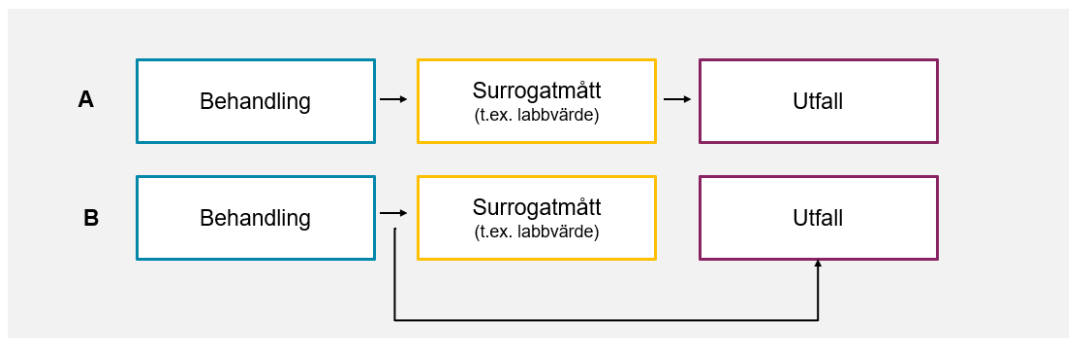 A
Behandling
Surrogatmått
(t.ex. labbvärde)
Utfall
B
Behandling
Surrogatmått
(t.ex. labbvärde)
Utfall